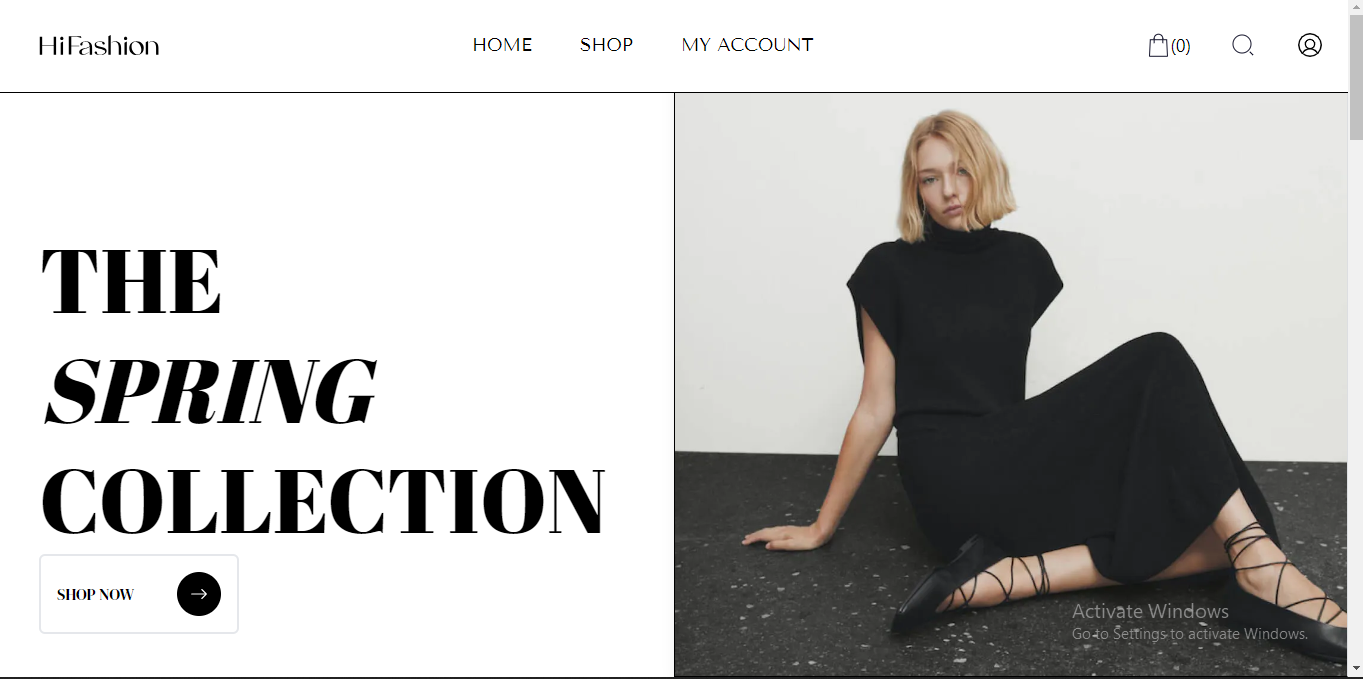 HiFashion
HOME SHOP MY ACCOUNT
(0)
THE
SPRING
COLLECTION
SHOP NOW
Activate Windows
Go to Settings to activate Windows.